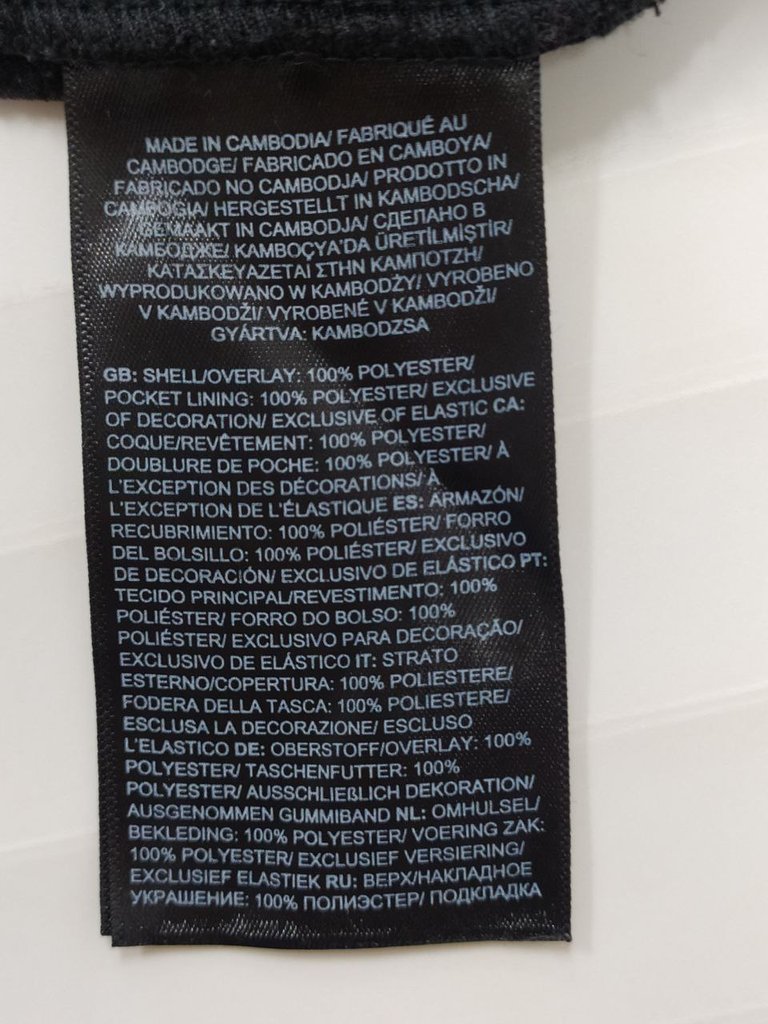 MADE IN CAMBODIA/ FABRIQUÉ AU
CAMBODGE/ FABRICADO EN CAMBOYA/
FABRICADO NO CAMBODJA/ PRODOTTO IN
CAMBOGIA/ HERGESTELLT IN KAMBODSCHA/
GEMAAKT IN CAMBODJA/ СДЕЛАНО В
КАМБОДЖЕ/ KAMBOÇYA'DA ÜRETİLMİŞTİR/
ΚΑΤΑΣΚΕΥΑΖΕΤΑΙ ΣΤΗΝ ΚΑΜΠΟΤΖΗ/
WYPRODUKOWANO W KAMBODŻY/ VYROBENO
V KAMBODŽI/ VYROBENÉ V KAMBODŽI/
GYÁRTVA: KAMBODZSA
GB: SHELL/OVERLAY: 100% POLYESTER/
POCKET LINING: 100% POLYESTER/ EXCLUSIVE
OF DECORATION/ EXCLUSIVE OF ELASTIC CA:
COQUE/REVÊTEMENT: 100% POLYESTER/
DOUBLURE DE POCHE: 100% POLYESTER/ À
L'EXCEPTION DES DÉCORATIONS/ À
L'EXCEPTION DE L'ÉLASTIQUE ES: ARMAZÓN/
RECUBRIMIENTO: 100% POLIÉSTER/ FORRO
DEL BOLSILLO: 100% POLIÉSTER/ EXCLUSIVO
DE DECORACIÓN/ EXCLUSIVO DE ELÁSTICO PT:
TECIDO PRINCIPAL/REVESTIMENTO: 100%
POLIÉSTER/ FORRO DO BOLSO: 100%
POLIÉSTER/ EXCLUSIVO PARA DECORAÇÃO/
EXCLUSIVO DE ELÁSTICO IT: STRATO
ESTERNO/COPERTURA: 100% POLIESTERE/
FODERA DELLA TASCA: 100% POLIESTERE/
ESCLUSA LA DECORAZIONE/ ESCLUSO
L'ELASTICO DE: OBERSTOFF/OVERLAY: 100%
POLYESTER/ TASCHENFUTTER: 100%
POLYESTER/ AUSSCHLIEßLICH DEKORATION/
AUSGENOMMEN GUMMIBAND NL: OMHULSEL/
BEKLEDING: 100% POLYESTER/ VOERING ZAK:
100% POLYESTER/ EXCLUSIEF VERSIERING/
EXCLUSIEF ELASTIEK RU: ВЕРХ/НАКЛАДНОЕ
УКРАШЕНИЕ: 100% ПОЛИЭСТЕР/ ПОДКЛАДКА